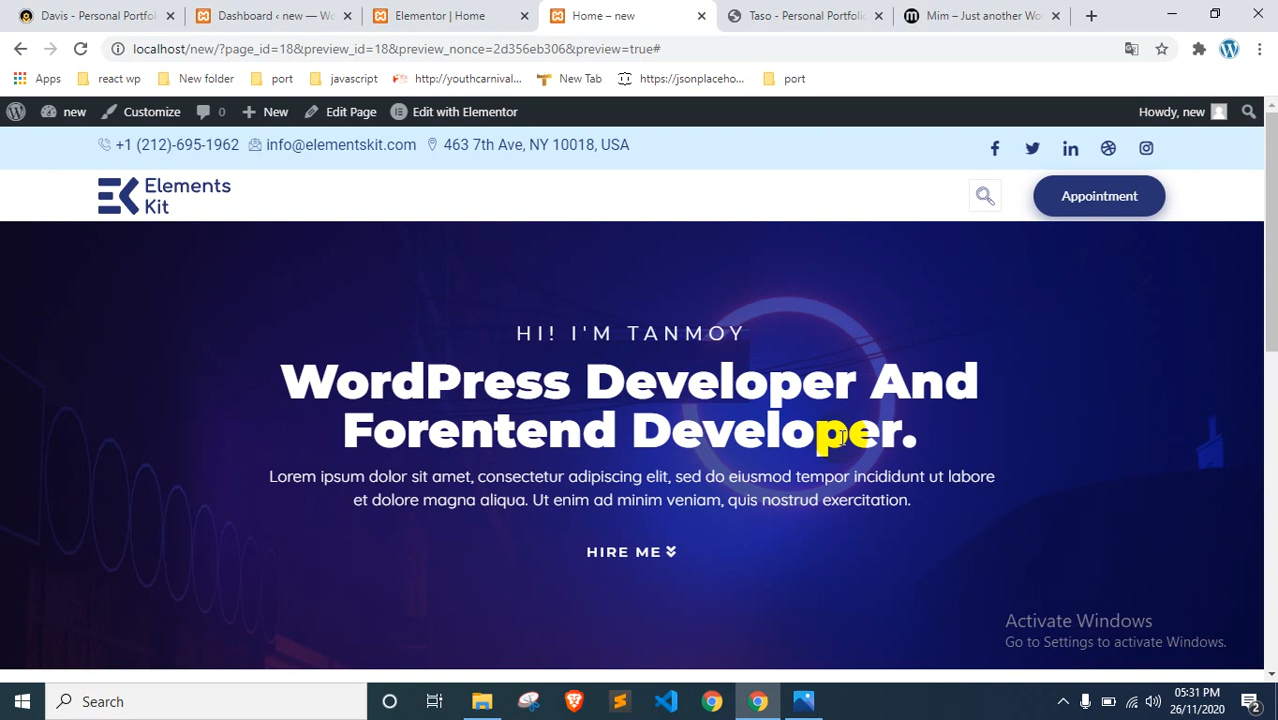 Davis - Personal Portfo
Dashboard ‹ new — Wo
Elementor | Home
Home – new
Taso - Personal Portfolio
Mim – Just another Wo
localhost/new/?page_id=18&preview_id=18&preview_nonce=2d356eb306&preview=true#
Apps
react wp
New folder
port
javascript
http://youthcarnival...
New Tab
https://jsonplaceho...
port
new
Customize
0
New
Edit Page
Edit with Elementor
Howdy, new
+1 (212)-695-1962
info@elementskit.com
463 7th Ave, NY 10018, USA
Elements
Kit
Appointment
HI! I'M TANMOY
WordPress Developer And
Forentend Developer.
Lorem ipsum dolor sit amet, consectetur adipiscing elit, sed do eiusmod tempor incididunt ut labore
et dolore magna aliqua. Ut enim ad minim veniam, quis nostrud exercitation.
HIRE ME
Activate Windows
Go to Settings to activate Windows.
Search
05:31 PM
26/11/2020
2